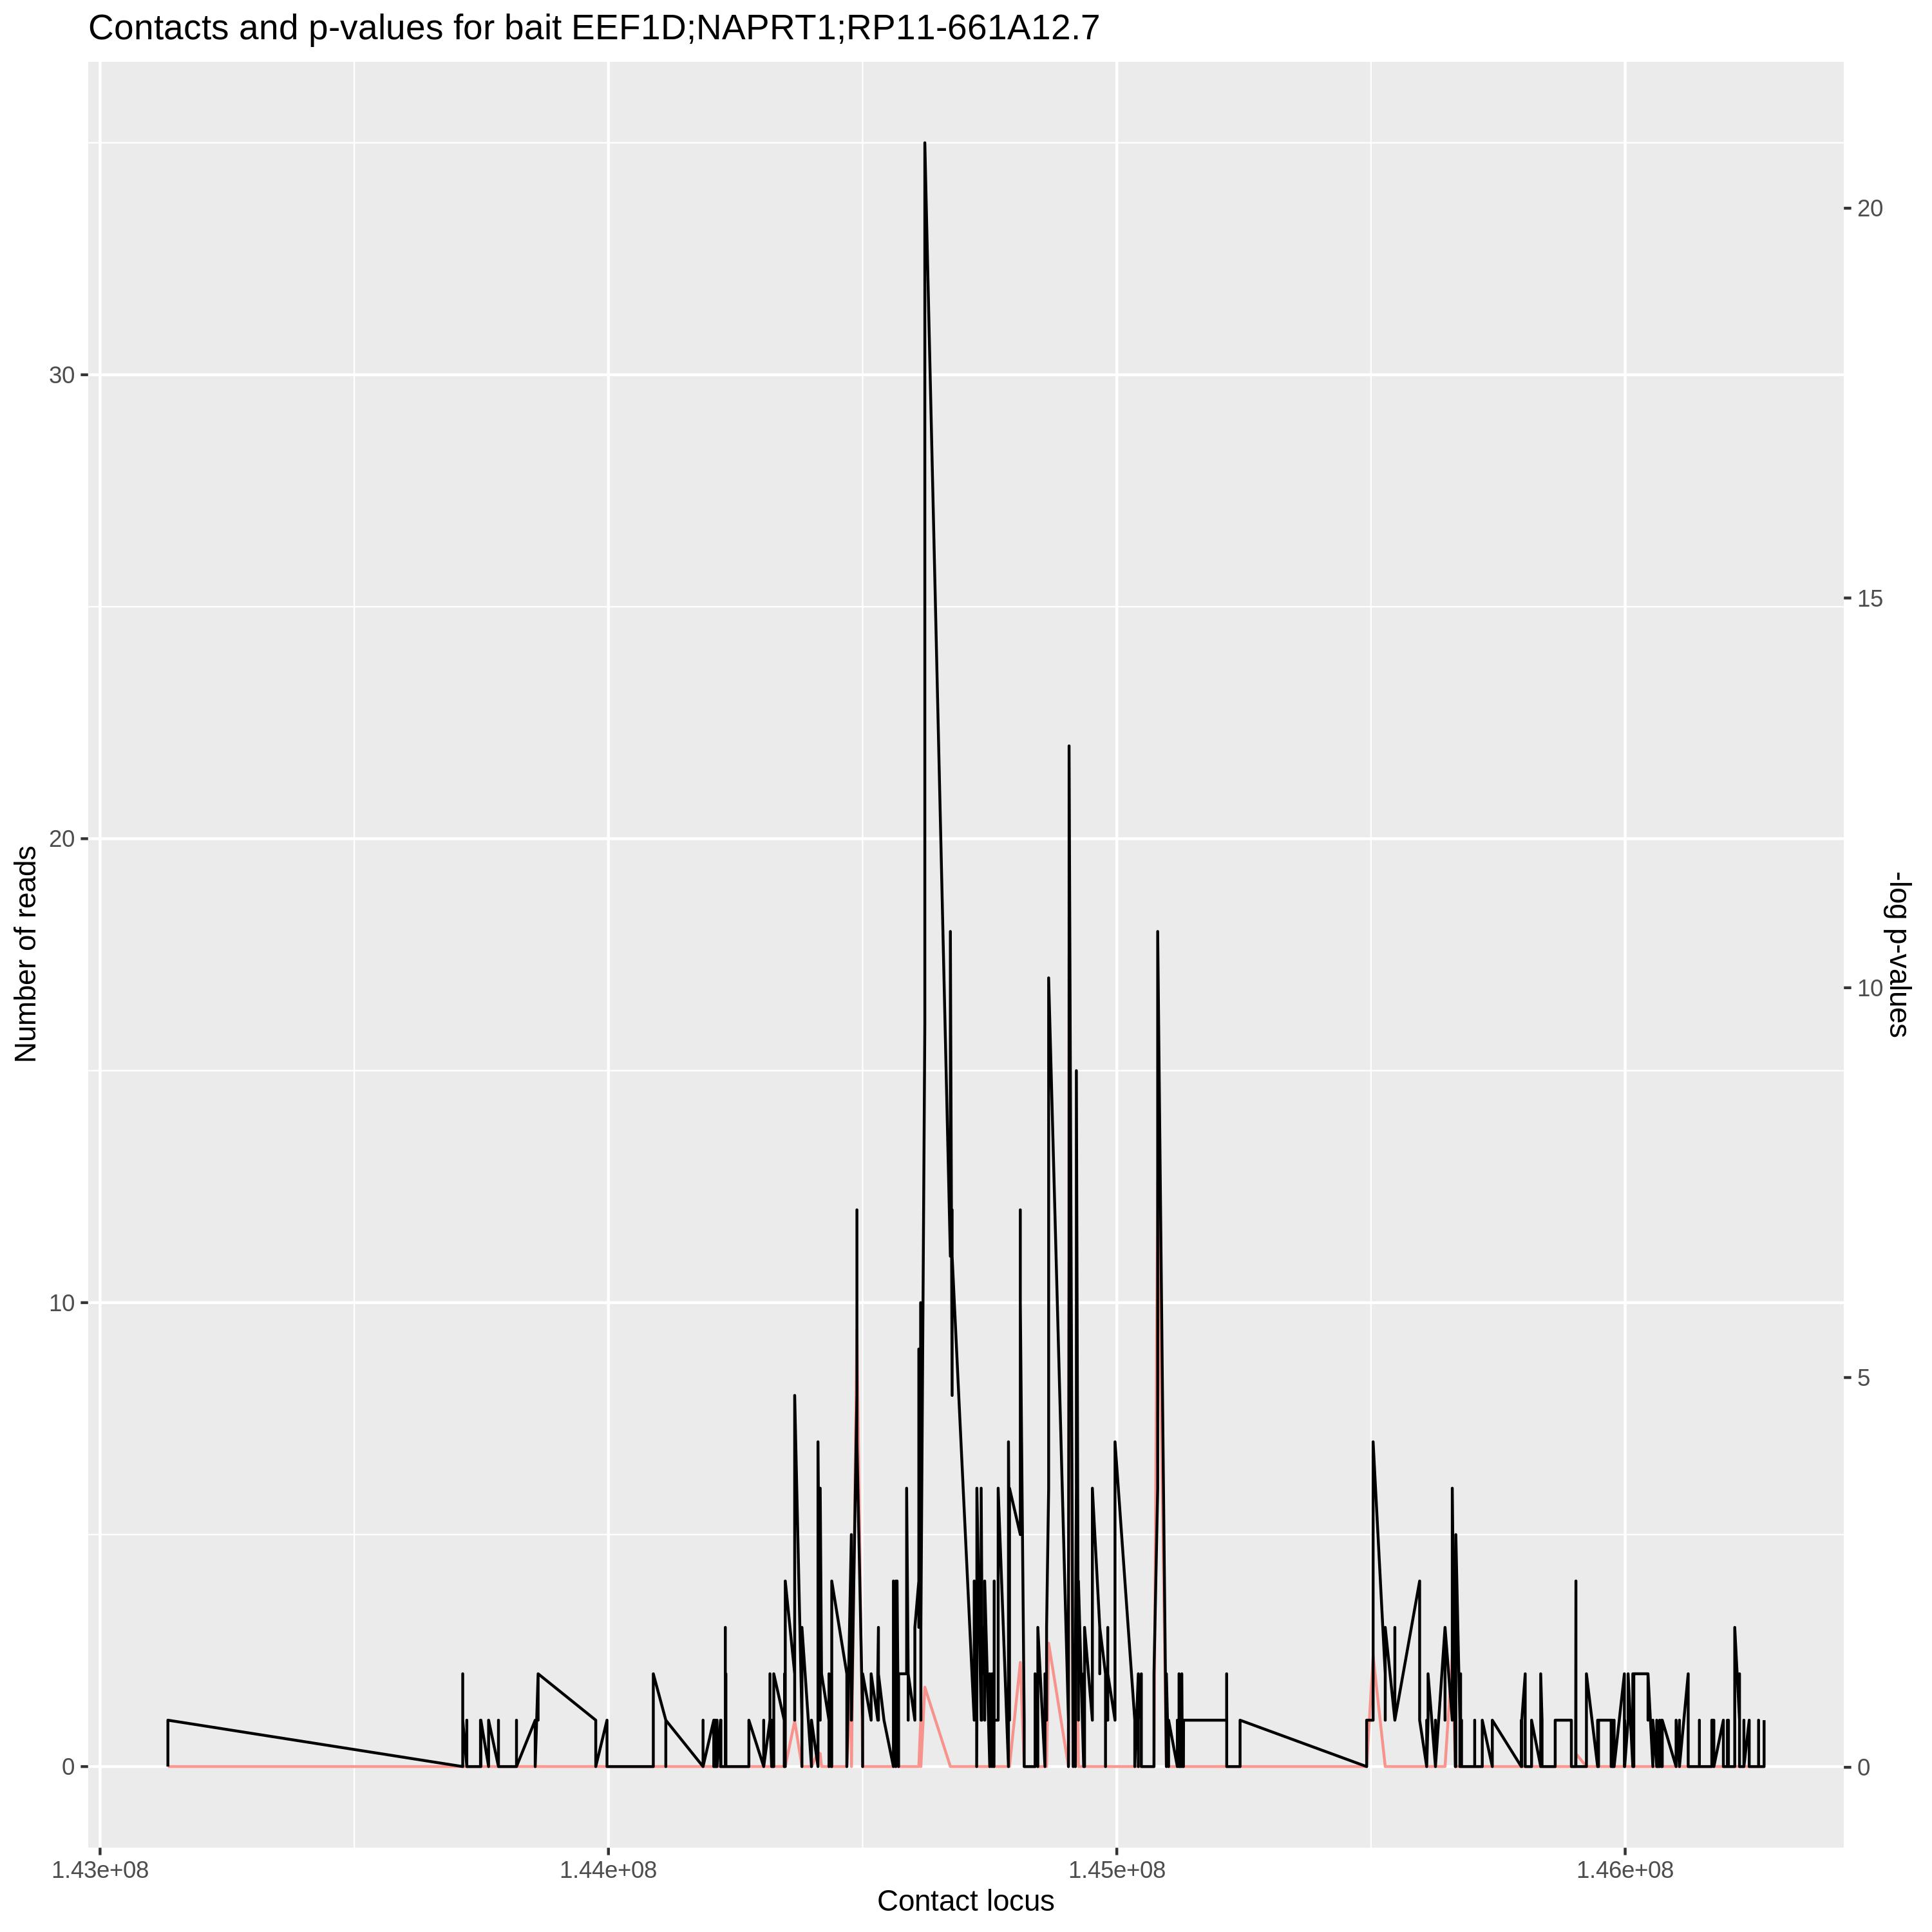 Contacts and p-values for bait EEF1D;NAPRT1;RP11-661A12.7
Number of reads
30
20
10
0
20
15
10
5
0
-log p-values
1.43e+08 1.44e+08 1.45e+08 1.46e+08
Contact locus